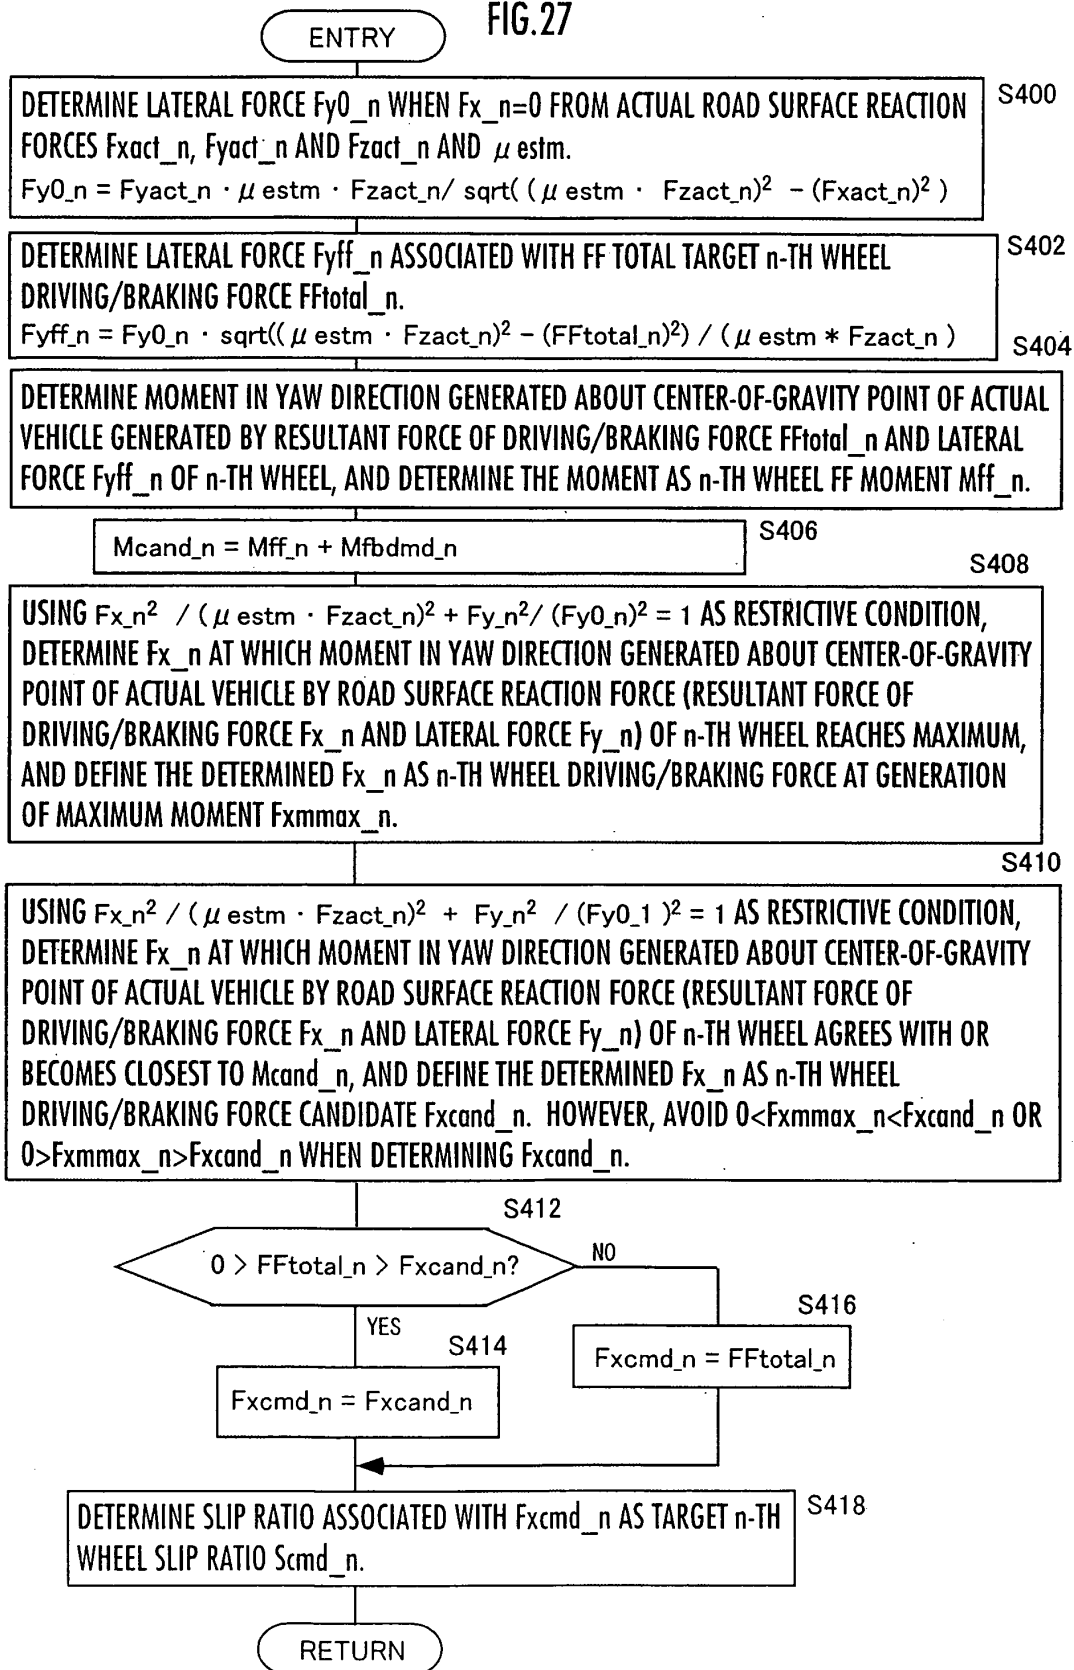 FIG.27
ENTRY
S400
DETERMINE LATERAL FORCE Fy0_n WHEN Fx_n=0 FROM ACTUAL ROAD SURFACE REACTION
FORCES Fxact_n, Fyact_n AND Fzact_n AND μ estm.
Fy0_n = Fyact_n · μ estm · Fzact_n/ sqrt( (μ estm · Fzact_n)² − (Fxact_n)² )
S402
DETERMINE LATERAL FORCE Fyff_n ASSOCIATED WITH FF TOTAL TARGET n-TH WHEEL
DRIVING/BRAKING FORCE FFtotal_n.
Fyff_n = Fy0_n · sqrt((μ estm · Fzact_n)² − (FFtotal_n)²) / (μ estm * Fzact_n )
S404
DETERMINE MOMENT IN YAW DIRECTION GENERATED ABOUT CENTER-OF-GRAVITY POINT OF ACTUAL
VEHICLE GENERATED BY RESULTANT FORCE OF DRIVING/BRAKING FORCE FFtotal_n AND LATERAL
FORCE Fyff_n OF n-TH WHEEL, AND DETERMINE THE MOMENT AS n-TH WHEEL FF MOMENT Mff_n.
S406
Mcand_n = Mff_n + Mfbdmd_n
S408
USING Fx_n² / (μ estm · Fzact_n)² + Fy_n²/ (Fy0_n)² = 1 AS RESTRICTIVE CONDITION,
DETERMINE Fx_n AT WHICH MOMENT IN YAW DIRECTION GENERATED ABOUT CENTER-OF-GRAVITY
POINT OF ACTUAL VEHICLE BY ROAD SURFACE REACTION FORCE (RESULTANT FORCE OF
DRIVING/BRAKING FORCE Fx_n AND LATERAL FORCE Fy_n) OF n-TH WHEEL REACHES MAXIMUM,
AND DEFINE THE DETERMINED Fx_n AS n-TH WHEEL DRIVING/BRAKING FORCE AT GENERATION
OF MAXIMUM MOMENT Fxmmax_n.
S410
USING Fx_n² / (μ estm · Fzact_n)² + Fy_n² / (Fy0_1 )² = 1 AS RESTRICTIVE CONDITION,
DETERMINE Fx_n AT WHICH MOMENT IN YAW DIRECTION GENERATED ABOUT CENTER-OF-GRAVITY
POINT OF ACTUAL VEHICLE BY ROAD SURFACE REACTION FORCE (RESULTANT FORCE OF
DRIVING/BRAKING FORCE Fx_n AND LATERAL FORCE Fy_n) OF n-TH WHEEL AGREES WITH OR
BECOMES CLOSEST TO Mcand_n, AND DEFINE THE DETERMINED Fx_n AS n-TH WHEEL
DRIVING/BRAKING FORCE CANDIDATE Fxcand_n. HOWEVER, AVOID 0<Fxmmax_n<Fxcand_n OR
0>Fxmmax_n>Fxcand_n WHEN DETERMINING Fxcand_n.
S412
0 > FFtotal_n > Fxcand_n?
NO
YES
S416
Fxcmd_n = FFtotal_n
S414
Fxcmd_n = Fxcand_n
S418
DETERMINE SLIP RATIO ASSOCIATED WITH Fxcmd_n AS TARGET n-TH
WHEEL SLIP RATIO Scmd_n.
RETURN